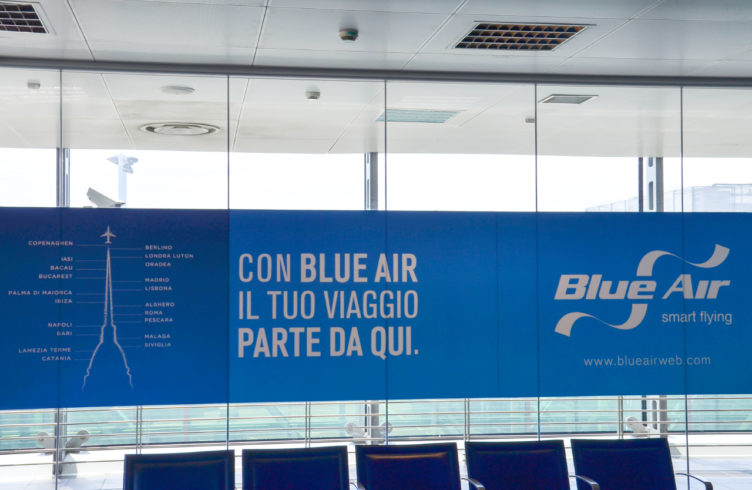 COPENAGHEN
IASI
BACAU
BUCAREST
PALMA DI MAIORCA
IBIZA
NAPOLI
BARI
LAMEZIA TERME
CATANIA
BERLINO
LONDRA LUTON
ORADEA
MADRID
LISBONA
ALGHERO
ROMA
PESCARA
MALAGA
SIVIGLIA
CON BLUE AIR
IL TUO VIAGGIO
PARTE DA QUI.
Blue Air
smart flying
www.blueairweb.com